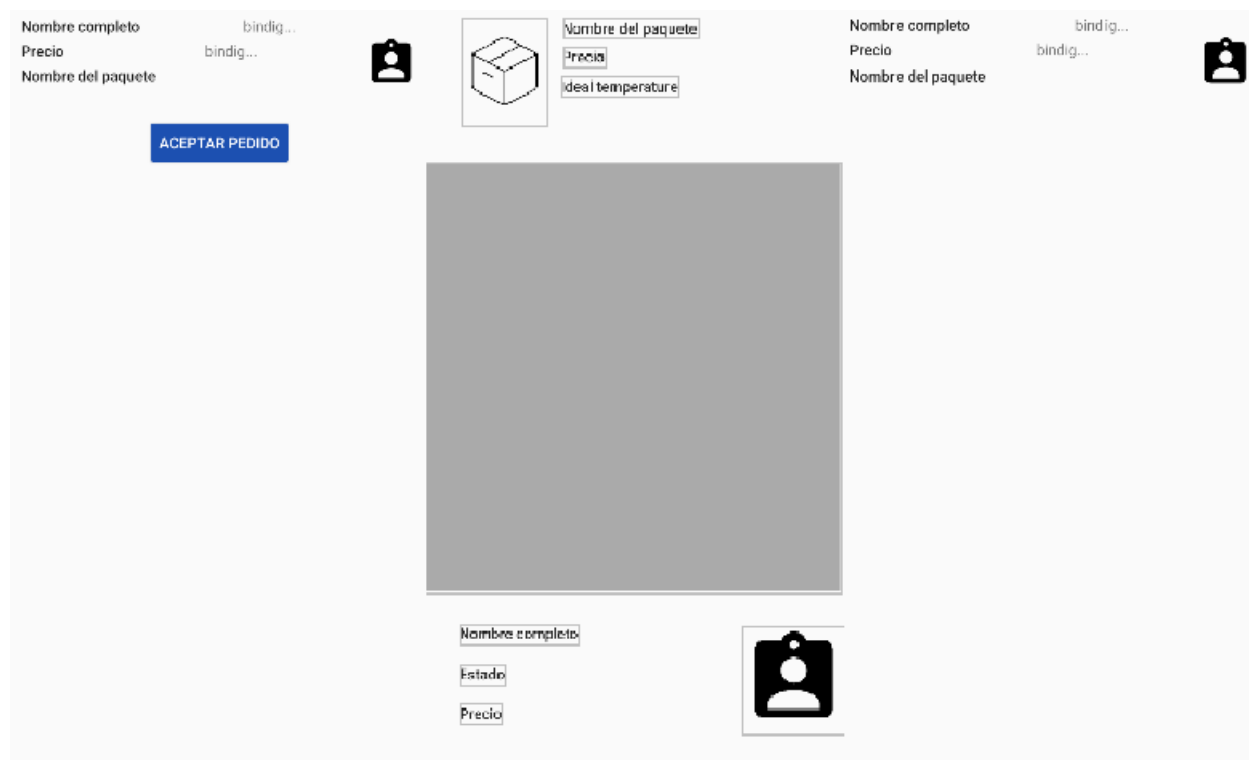 Nombre completo bindig...
Precio bindig...
Nombre del paquete
ACEPTAR PEDIDO
Nombre del paquete
Precio
Ideal temperature
Nombre completo
Estado
Precio
Nombre completo bindig...
Precio bindig...
Nombre del paquete